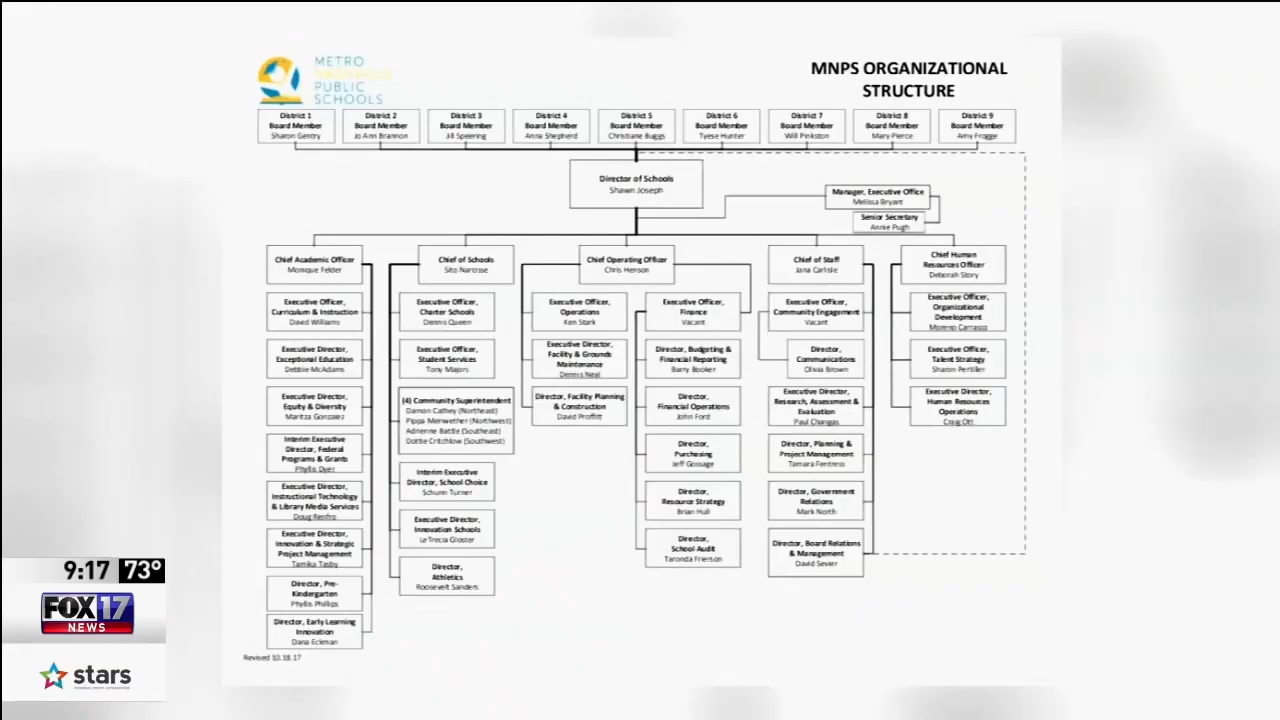 METRO
NASHVILLE
PUBLIC
SCHOOLS
MNPS ORGANIZATIONAL
STRUCTURE
District 1
Board Member
Sharon Gentry
District 2
Board Member
Jo Ann Brannon
District 3
Board Member
Jill Speering
District 4
Board Member
Anna Shepherd
District 5
Board Member
Christiane Buggs
District 6
Board Member
Tyese Hunter
District 7
Board Member
Will Pinkston
District 8
Board Member
Mary Pierce
District 9
Board Member
Amy Frogge
Director of Schools
Shawn Joseph
Manager, Executive Office
Melissa Bryant
Senior Secretary
Annie Pugh
Chief Academic Officer
Monique Felder
Executive Officer,
Curriculum & Instruction
David Williams
Executive Director,
Exceptional Education
Debbie McAdams
Executive Director,
Equity & Diversity
Maritza Gonzalez
Interim Executive
Director, Federal
Programs & Grants
Phyllis Dyer
Executive Director,
Instructional Technology
& Library Media Services
Doug Renfro
Executive Director,
Innovation & Strategic
Project Management
Tamika Tasby
Director, Pre-
Kindergarten
Phyllis Phillips
Director, Early Learning
Innovation
Dana Eckman
Chief of Schools
Sito Narcisse
Executive Officer,
Charter Schools
Dennis Queen
Executive Officer,
Student Services
Tony Majors
(4) Community Superintendent
Damon Cathey (Northeast)
Pippa Meriwether (Northwest)
Adrienne Battle (Southeast)
Dottie Critchlow (Southwest)
Interim Executive
Director, School Choice
Schunn Turner
Executive Director,
Innovation Schools
LeTrecia Gloster
Director,
Athletics
Roosevelt Sanders
Chief Operating Officer
Chris Henson
Executive Officer,
Operations
Ken Stark
Executive Director,
Facility & Grounds
Maintenance
Dennis Neal
Director, Facility Planning
& Construction
David Proffitt
Executive Officer,
Finance
Vacant
Director, Budgeting &
Financial Reporting
Barry Booker
Director,
Financial Operations
John Ford
Director,
Purchasing
Jeff Gossage
Director,
Resource Strategy
Brian Hull
Director,
School Audit
Taronda Frierson
Chief of Staff
Jana Carlisle
Executive Officer,
Community Engagement
Vacant
Director,
Communications
Olivia Brown
Executive Director,
Research, Assessment &
Evaluation
Paul Changas
Director, Planning &
Project Management
Tamara Fentress
Director, Government
Relations
Mark North
Director, Board Relations
& Management
David Sevier
Chief Human
Resources Officer
Deborah Story
Executive Officer,
Organizational
Development
Moreno Carrasco
Executive Officer,
Talent Strategy
Sharon Pertiller
Executive Director,
Human Resources
Operations
Craig Ott
Revised 10.18.17
9:17 73°
FOX 17
NEWS
stars